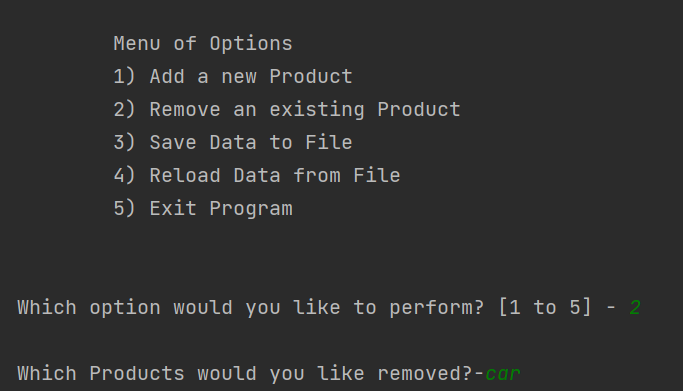 Menu of Options
1) Add a new Product
2) Remove an existing Product
3) Save Data to File
4) Reload Data from File
5) Exit Program
Which option would you like to perform? [1 to 5] - 2
Which Products would you like removed?-car